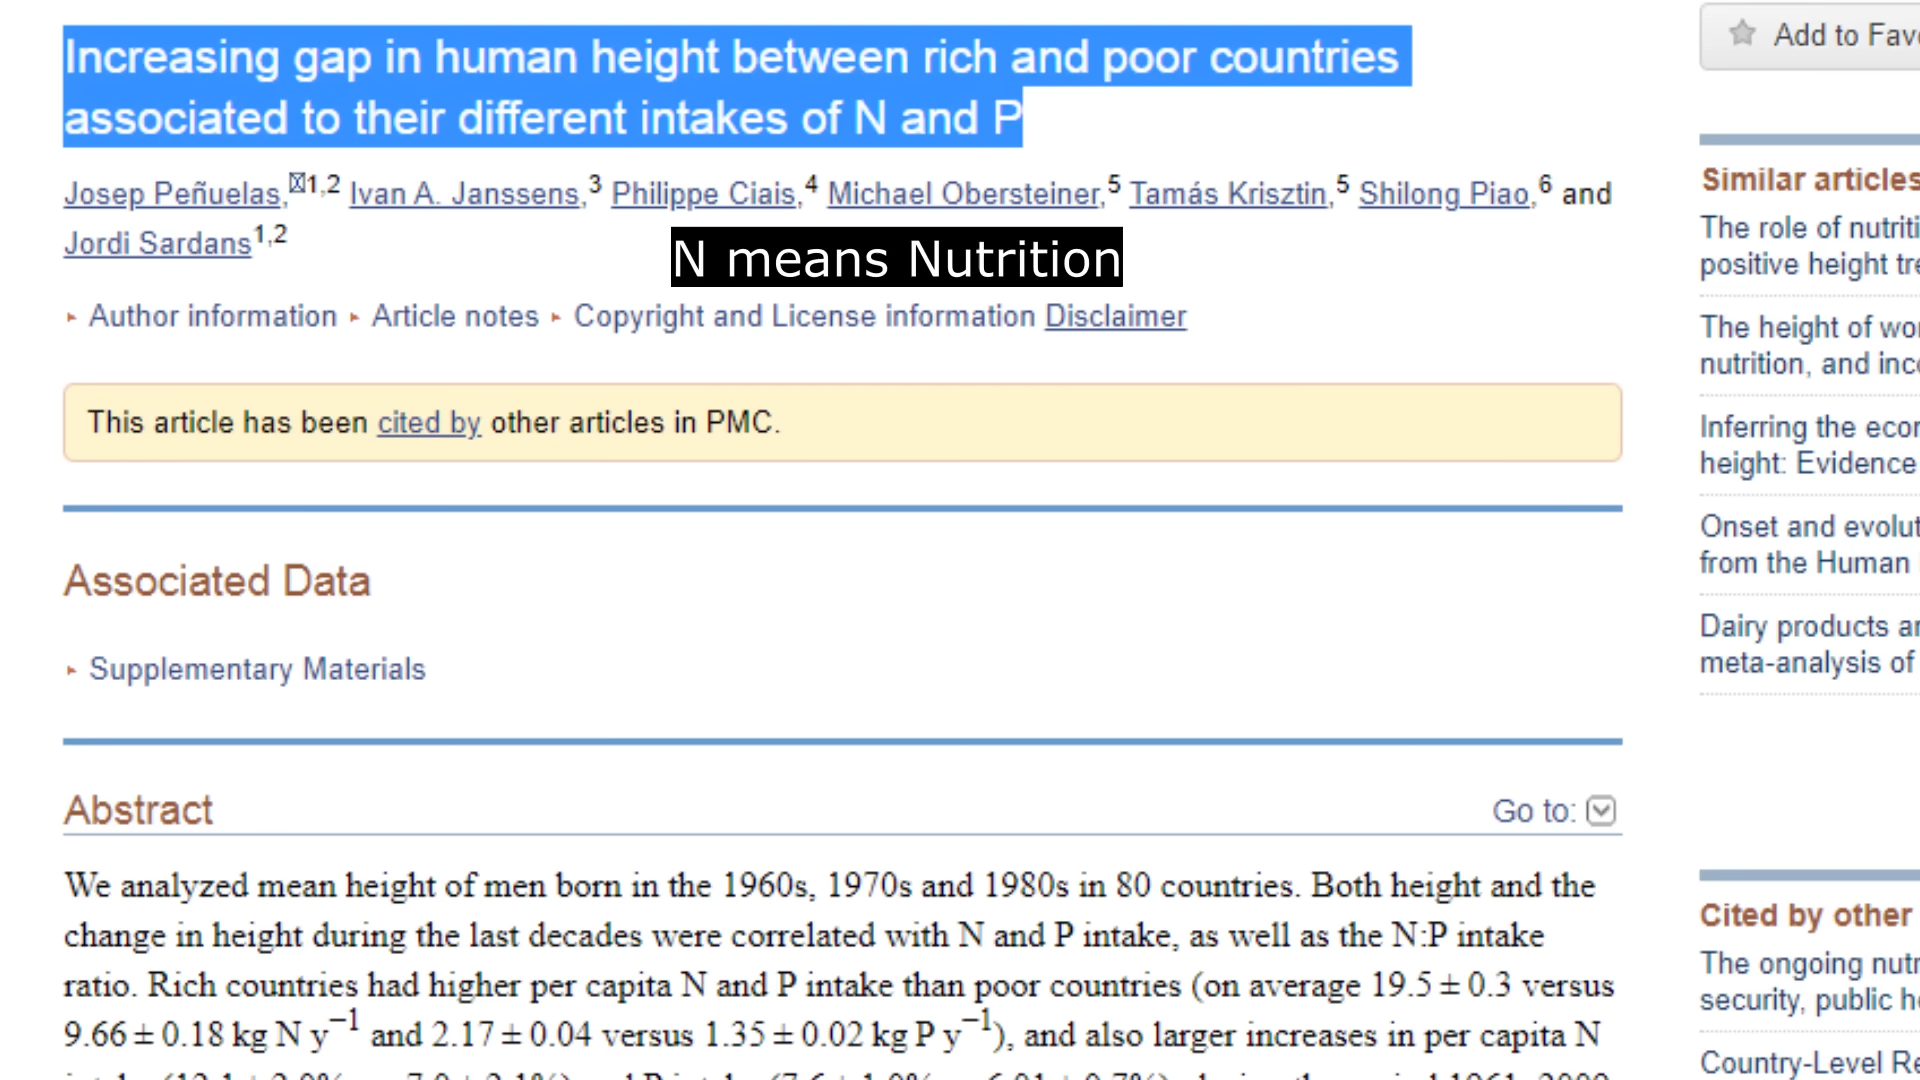 Increasing gap in human height between rich and poor countries
associated to their different intakes of N and P
Josep Peñuelas,1,2 Ivan A. Janssens,3 Philippe Ciais,4 Michael Obersteiner,5 Tamás Krisztin,5 Shilong Piao,6 and
Jordi Sardans1,2
N means Nutrition
▸ Author information ▸ Article notes ▸ Copyright and License information Disclaimer
This article has been cited by other articles in PMC.
Associated Data
▸ Supplementary Materials
Abstract
Go to:
We analyzed mean height of men born in the 1960s, 1970s and 1980s in 80 countries. Both height and the
change in height during the last decades were correlated with N and P intake, as well as the N:P intake
ratio. Rich countries had higher per capita N and P intake than poor countries (on average 19.5 ± 0.3 versus
9.66 ± 0.18 kg N y−1 and 2.17 ± 0.04 versus 1.35 ± 0.02 kg P y−1), and also larger increases in per capita N
Add to
Similar articles
The role of
positive height
The height of
nutrition, and
Inferring the
height: Evidence
Onset and
from the Human
Dairy products
meta-analysis of
Cited by other
The ongoing
security, public
Country-Level